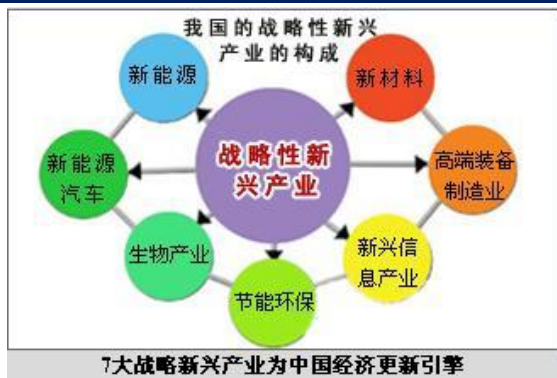 我国的战略性新兴
产业的构成
新能源
新材料
战略性新
兴产业
新能源
汽车
高端装备
制造业
生物产业
新兴信
息产业
节能环保
7大战略新兴产业为中国经济更新引擎